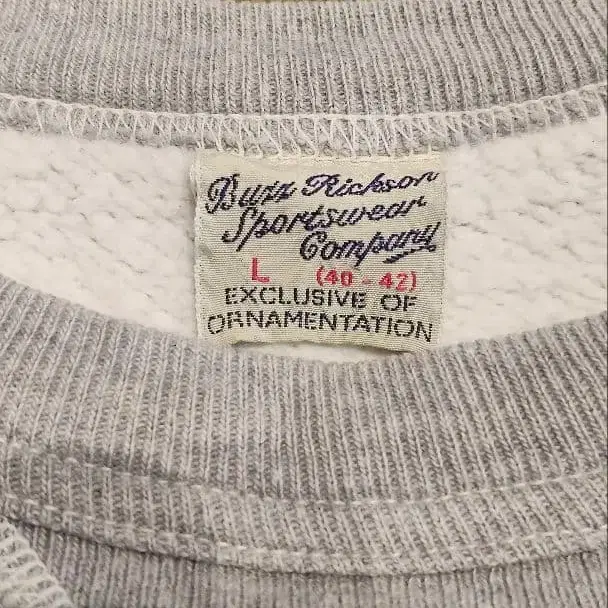 Buzz Rickson
Sportswear
Company
L (40 - 42)
EXCLUSIVE OF
ORNAMENTATION